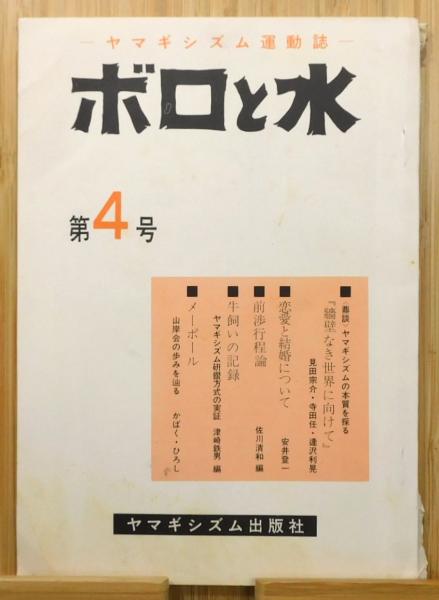 ヤマギシズム運動誌
ボロと水
第4号
■〈鼎談〉ヤマギシズムの本質を探る
『牆壁なき世界に向けて』
見田宗介・寺田任・逢沢利晃
■恋愛と結婚について
安井登一
■前渉行程論
佐川清和 編
■牛飼いの記録
ヤマギシズム研鑽方式の実証 津崎鉄男 編
■メーポール
山岸会の歩みを辿る かばく・ひろし
ヤマギシズム出版社